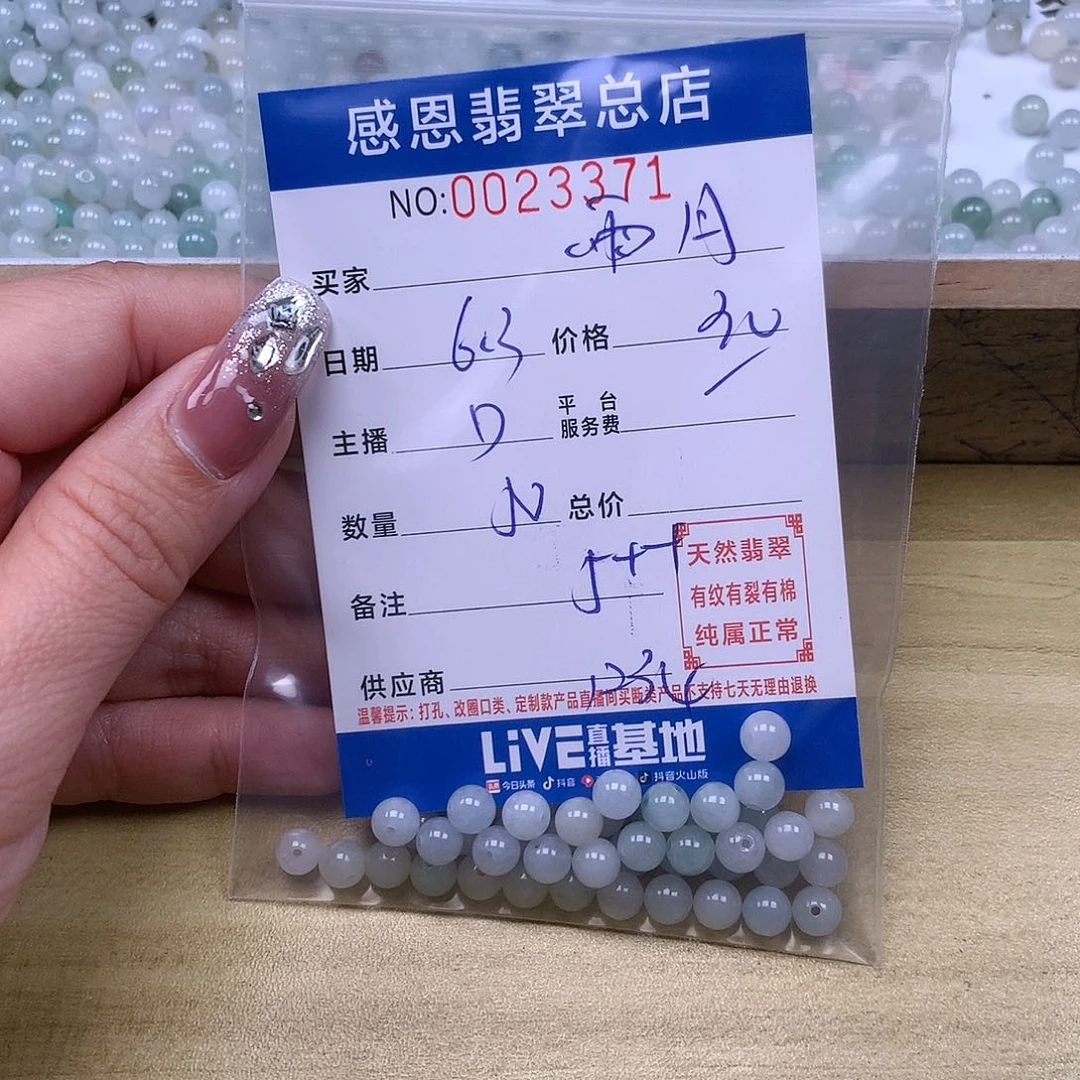 感恩翡翠总店
NO:0023371
买家 雨月
日期 价格
主播 D 平台服务费
数量 N 总价
备注
天然翡翠
有纹有裂有棉
纯属正常
供应商
温馨提示：打孔、改圈口类、定制款产品直播间买断类产品不支持七天无理由退换
LiVE直播基地
今日头条 抖音 抖音火山版